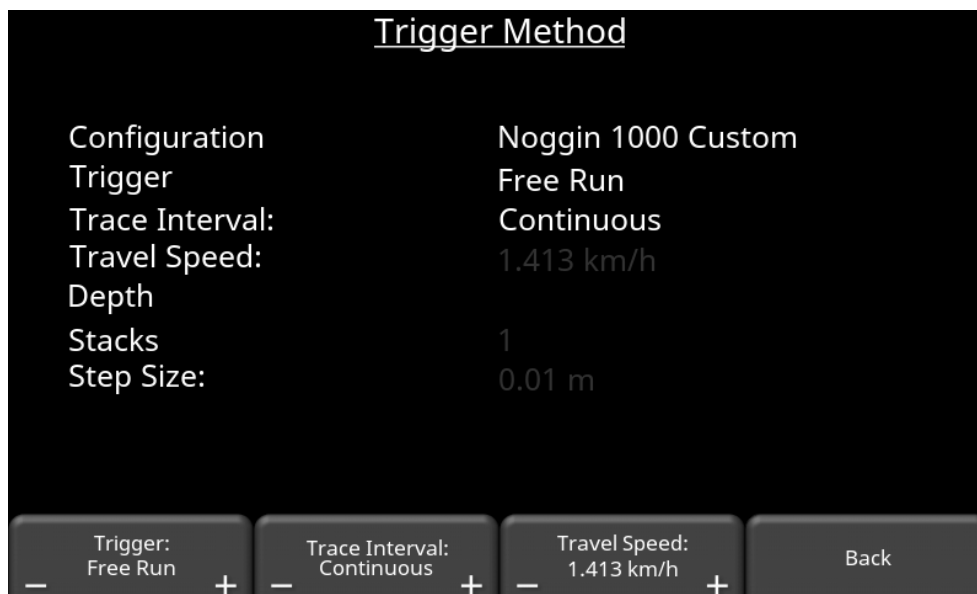 Trigger Method
Configuration Noggin 1000 Custom
Trigger Free Run
Trace Interval: Continuous
Travel Speed: 1.413 km/h
Depth
Stacks 1
Step Size: 0.01 m
Trigger:
Free Run
− +
Trace Interval:
Continuous
− +
Travel Speed:
1.413 km/h
− +
Back